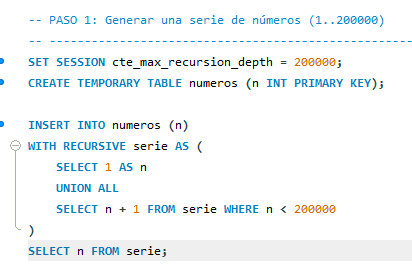 -- PASO 1: Generar una serie de números (1..200000)
-- ------------------------------------------------
SET SESSION cte_max_recursion_depth = 200000;
CREATE TEMPORARY TABLE numeros (n INT PRIMARY KEY);
INSERT INTO numeros (n)
WITH RECURSIVE serie AS (
SELECT 1 AS n
UNION ALL
SELECT n + 1 FROM serie WHERE n < 200000
)
SELECT n FROM serie;